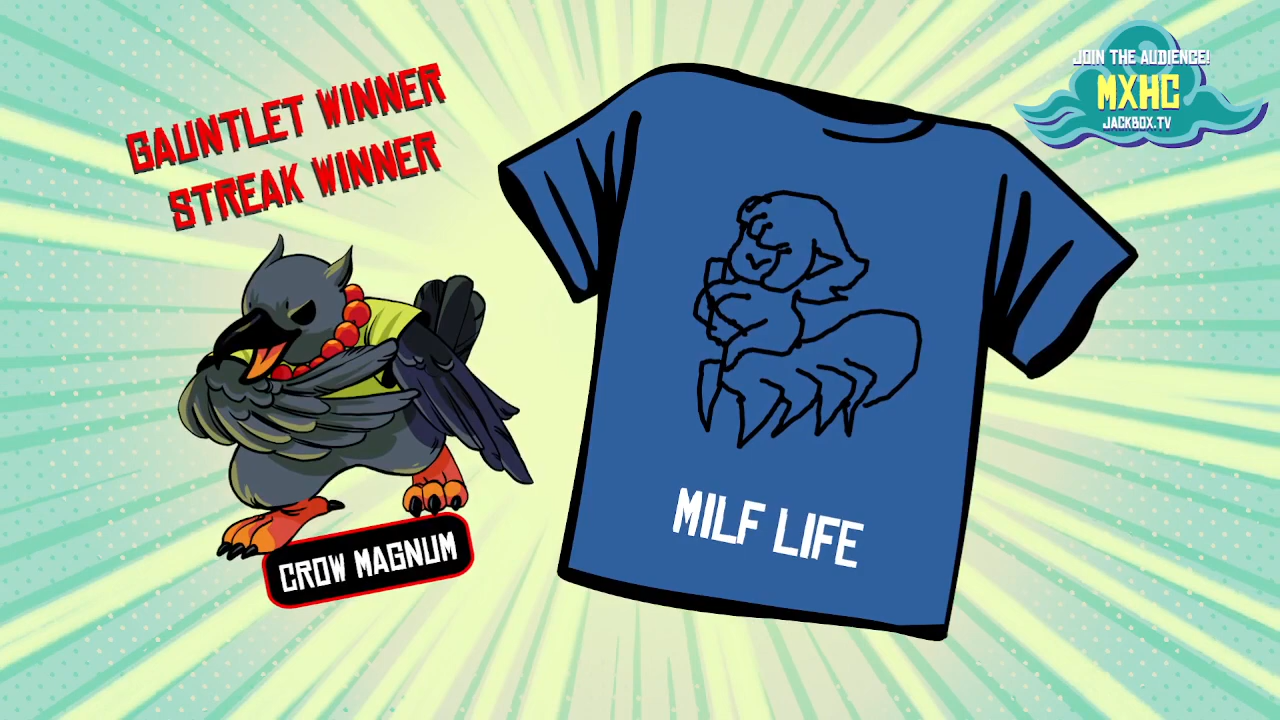 GAUNTLET WINNER
STREAK WINNER
CROW MAGNUM
MILF LIFE
JOIN THE AUDIENCE!
MXHC
JACKBOX.TV